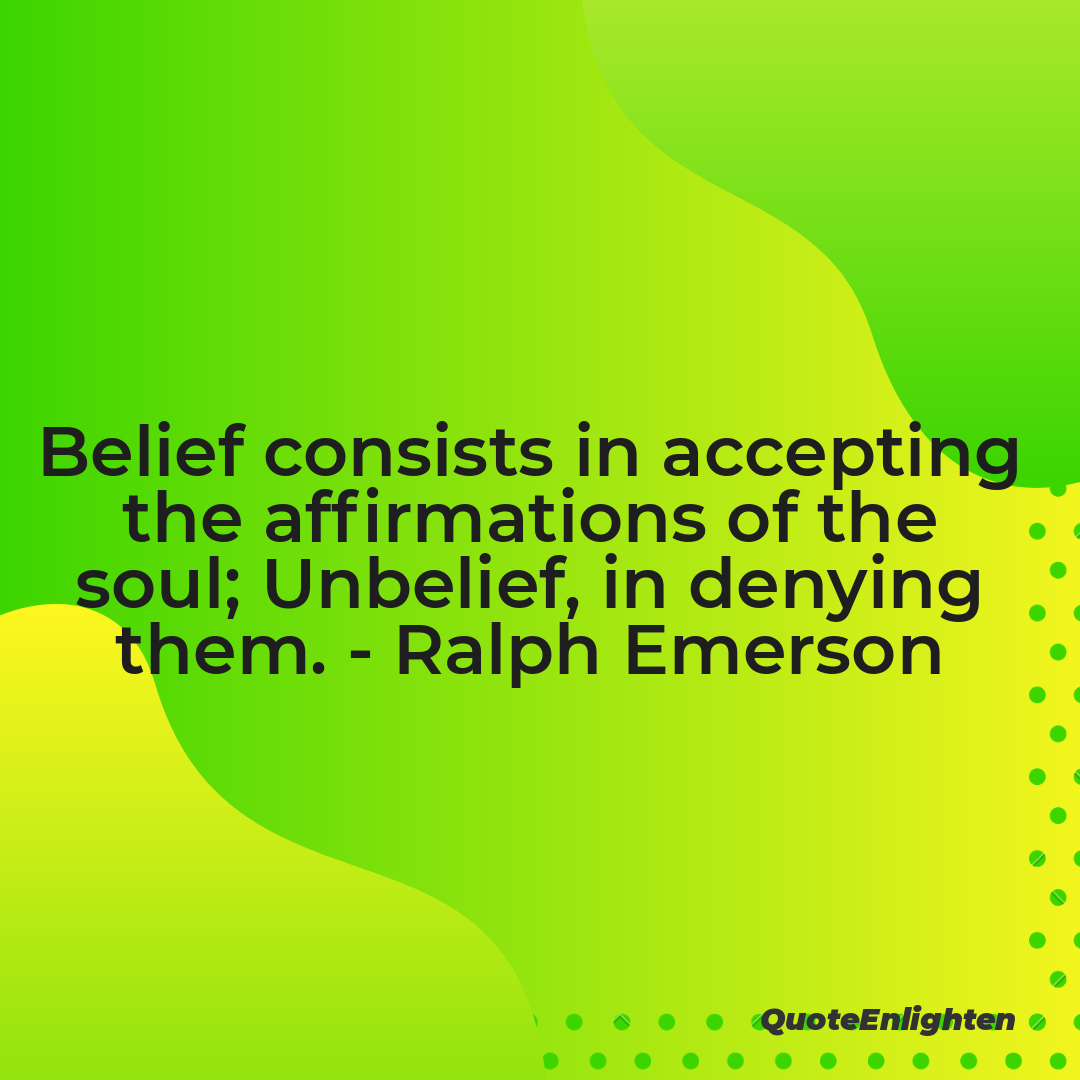 Belief consists in accepting
the affirmations of the
soul; Unbelief, in denying
them. - Ralph Emerson
QuoteEnlighten